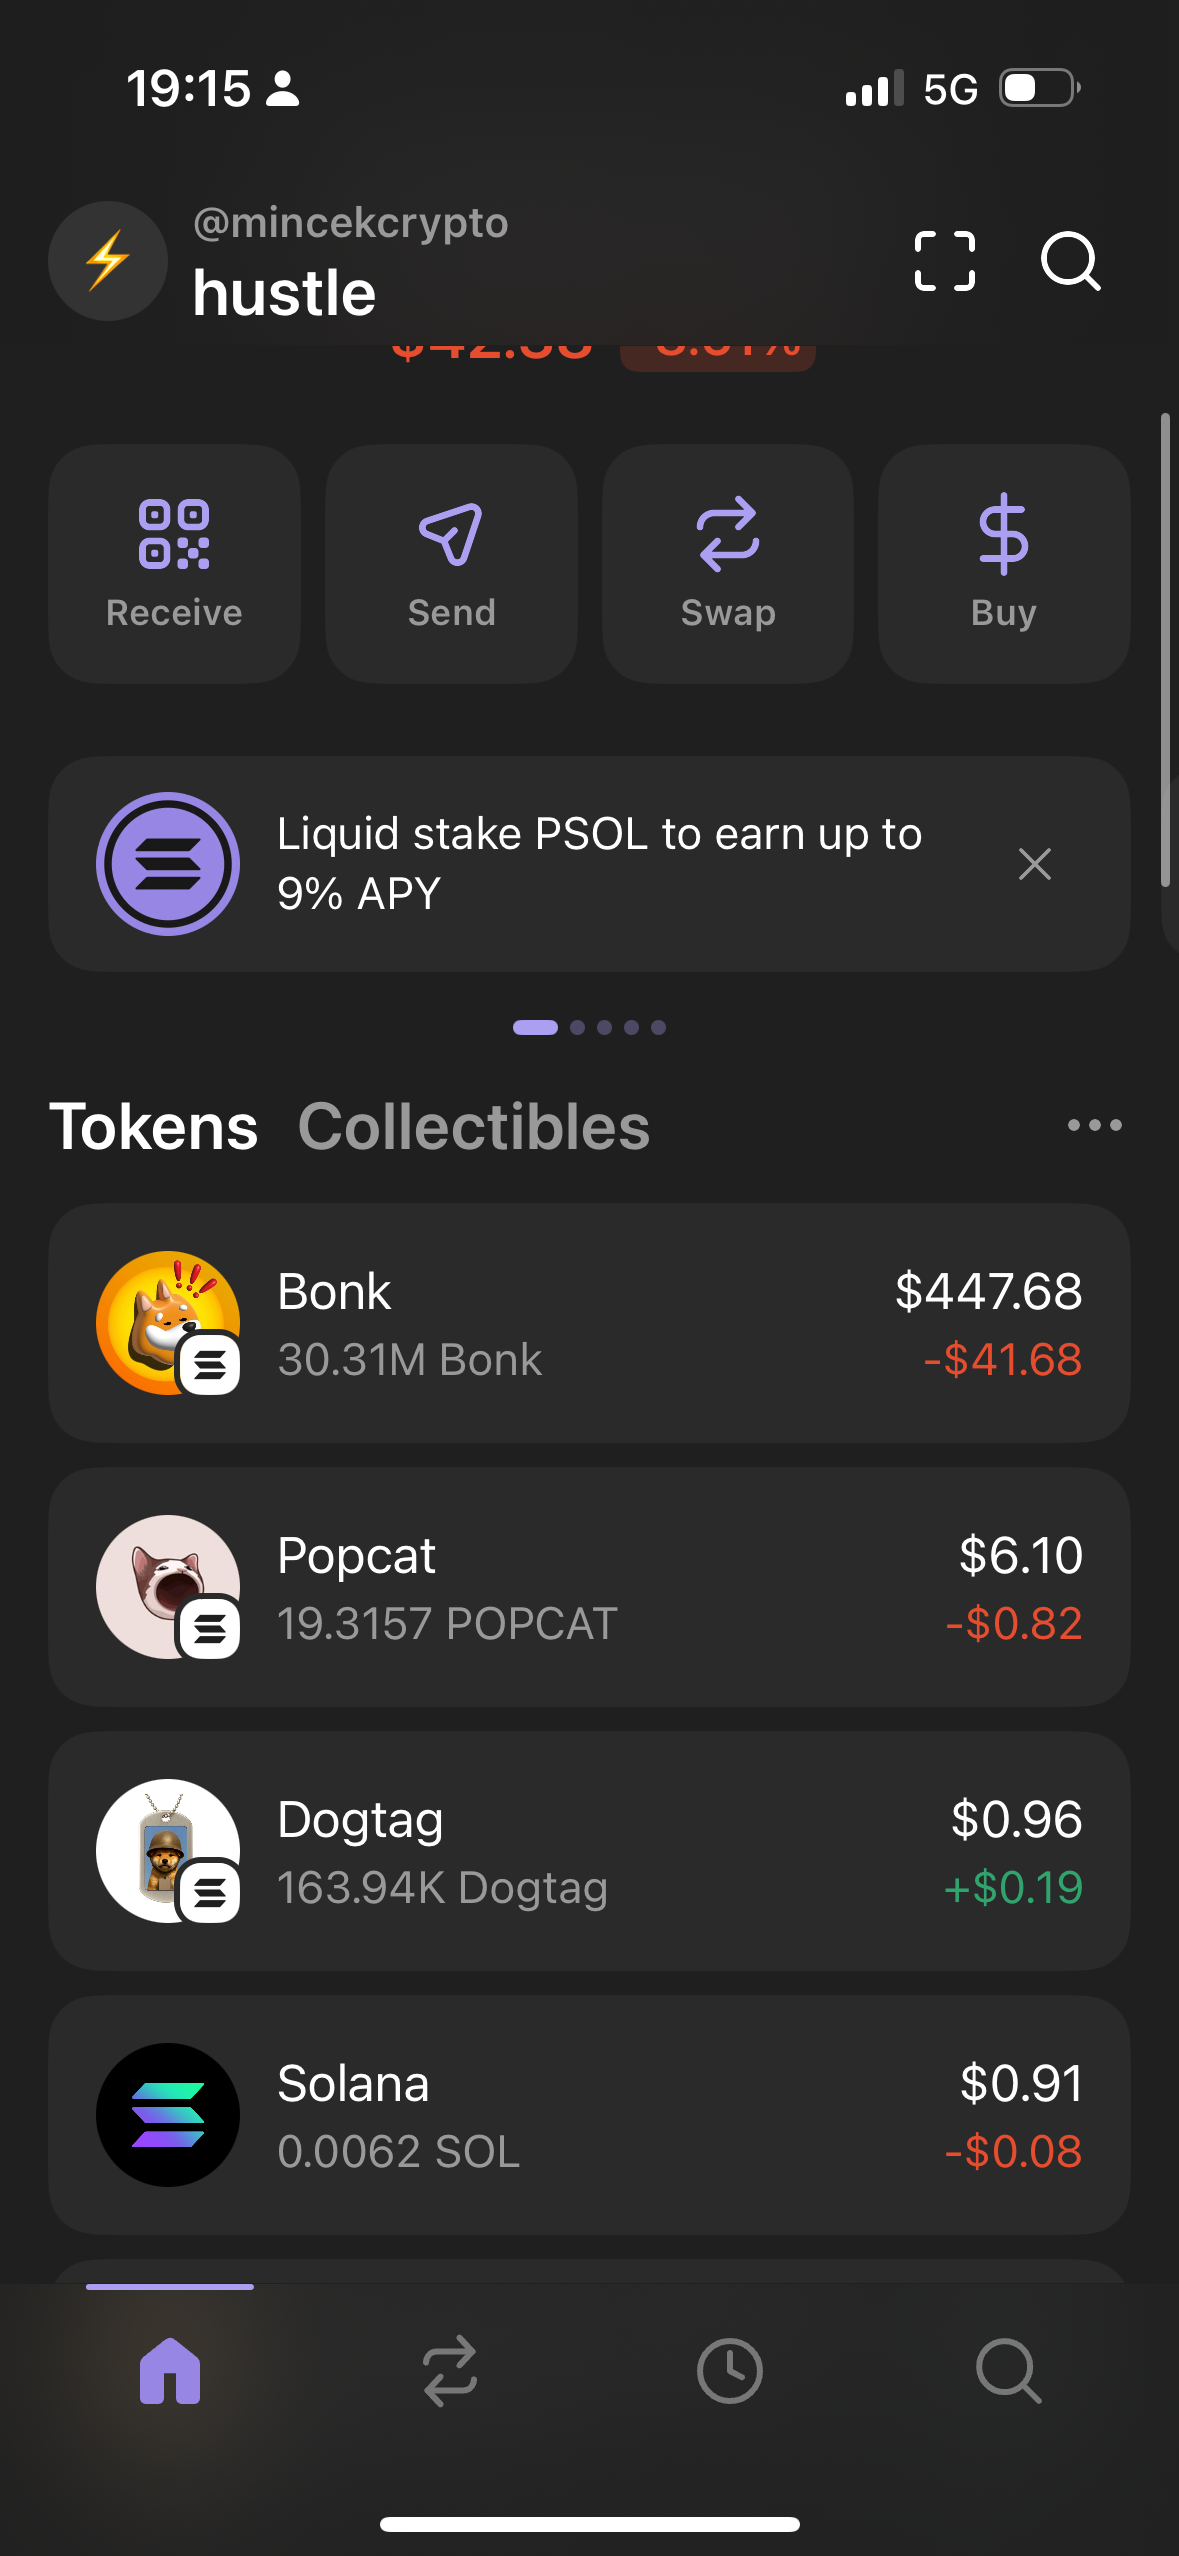 19:15
5G
@mincekcrypto
hustle
Receive
Send
Swap
Buy
Liquid stake PSOL to earn up to
9% APY
Tokens Collectibles
Bonk
$447.68
30.31M Bonk
-$41.68
Popcat
$6.10
19.3157 POPCAT
-$0.82
Dogtag
$0.96
163.94K Dogtag
+$0.19
Solana
$0.91
0.0062 SOL
-$0.08